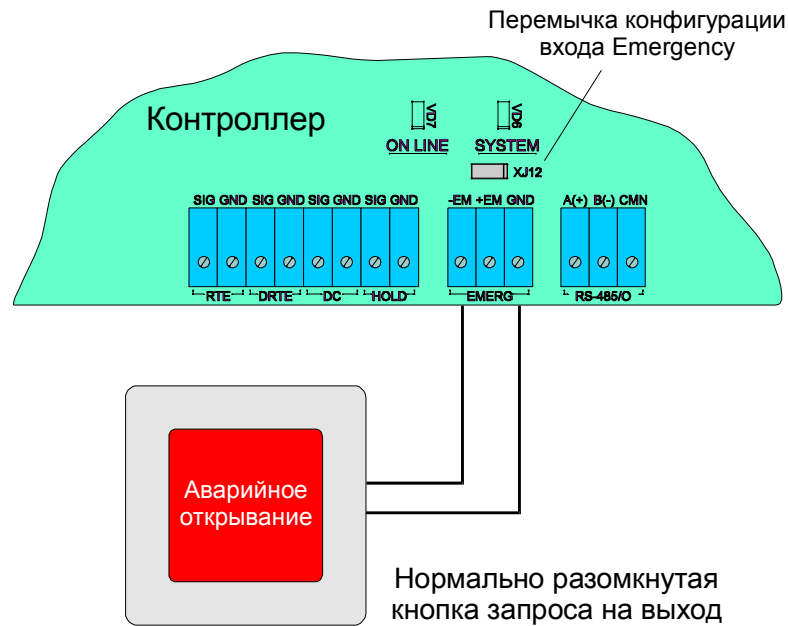 Перемычка конфигурации
входа Emergency
Контроллер
VD7
VD6
ON LINE
SYSTEM
XJ12
SIG GND SIG GND SIG GND SIG GND
-EM +EM GND
A(+) B(-) CMN
RTE
DRTE
DC
HOLD
EMERG
RS-485/O
Аварийное
открывание
Нормально разомкнутая
кнопка запроса на выход